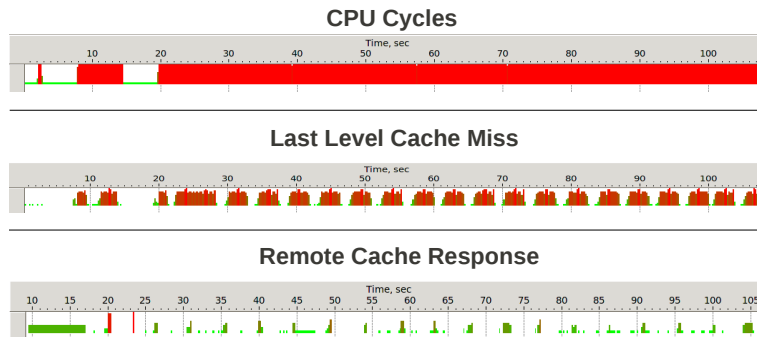 CPU Cycles
Time, sec
10 20 30 40 50 60 70 80 90 100
Last Level Cache Miss
Time, sec
10 20 30 40 50 60 70 80 90 100
Remote Cache Response
Time, sec
10 15 20 25 30 35 40 45 50 55 60 65 70 75 80 85 90 95 100 105